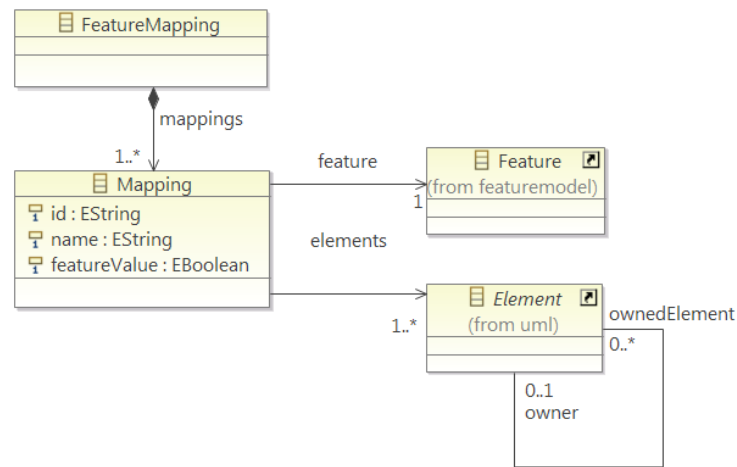 FeatureMapping
mappings
1..*
Mapping
id : EString
name : EString
featureValue : EBoolean
feature
1
Feature
(from featuremodel)
elements
1..*
Element
(from uml)
ownedElement
0..*
0..1
owner